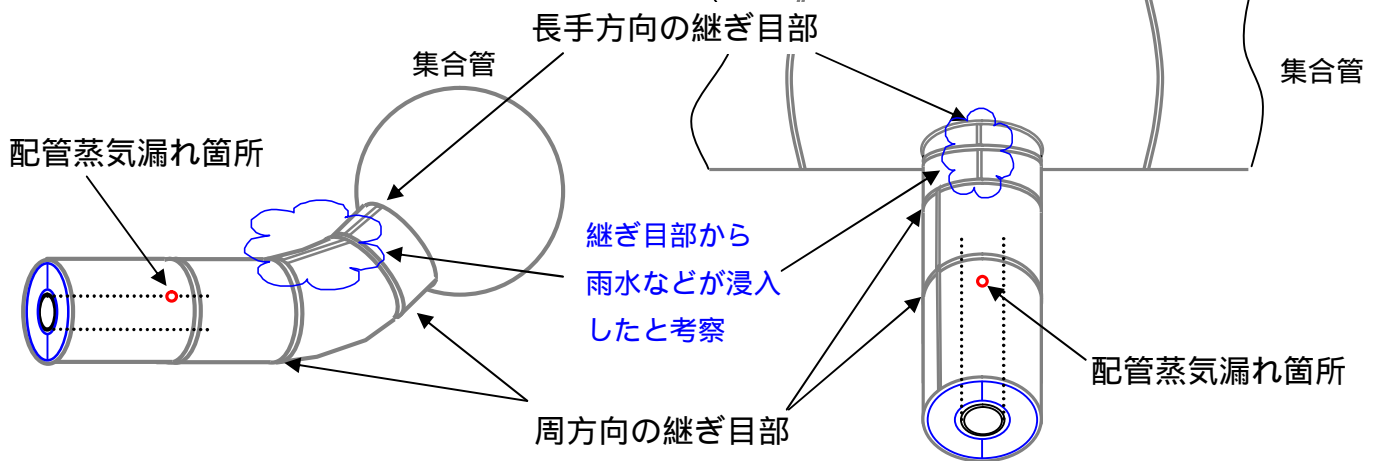 長手方向の継ぎ目部
集合管
集合管
配管蒸気漏れ箇所
継ぎ目部から
雨水などが浸入
したと考察
配管蒸気漏れ箇所
周方向の継ぎ目部